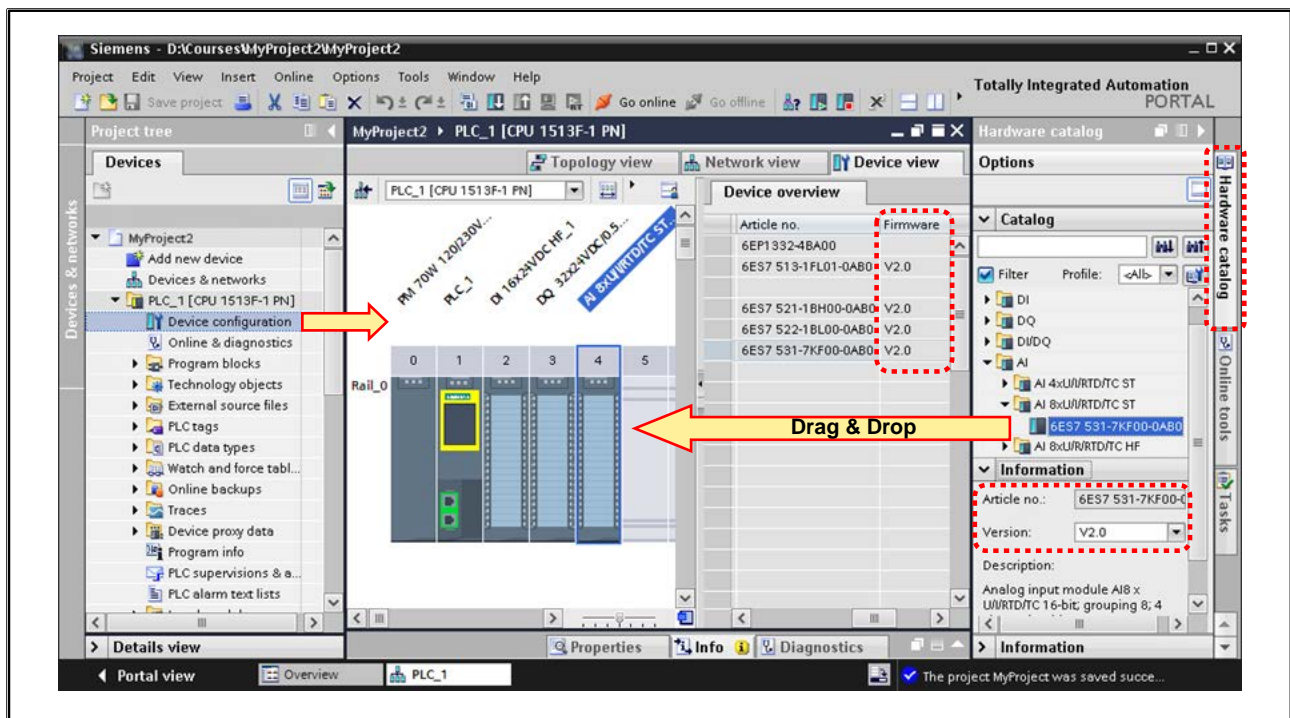 Siemens - D:\Courses\MyProject2\MyProject2
Project Edit View Insert Online Options Tools Window Help
Totally Integrated Automation
PORTAL
Save project Go online Go offline
Project tree
MyProject2 PLC_1 [CPU 1513F-1 PN]
Hardware catalog
Devices
Topology view Network view Device view
Options
PLC_1 [CPU 1513F-1 PN]
Device overview
Devices & networks
MyProject2
Add new device
Devices & networks
PLC_1 [CPU 1513F-1 PN]
Device configuration
Online & diagnostics
Program blocks
Technology objects
External source files
PLC tags
PLC data types
Watch and force tabl...
Online backups
Traces
Device proxy data
Program info
PLC supervisions & a...
PLC alarm text lists
Details view
PM 70W 120/230V...
PLC_1
DI 16x24VDC HF_1
DQ 32x24VDC/0.5...
AI 8xU/I/RTD/TC ST...
0 1 2 3 4 5
Rail_0
Article no. Firmware
6EP1332-4BA00
6ES7 513-1FL01-0AB0 V2.0
6ES7 521-1BH00-0AB0 V2.0
6ES7 522-1BL00-0AB0 V2.0
6ES7 531-7KF00-0AB0 V2.0
Drag & Drop
Catalog
Filter Profile: <All>
DI
DQ
DI/DQ
AI
AI 4xU/I/RTD/TC ST
AI 8xU/I/RTD/TC ST
6ES7 531-7KF00-0AB0
AI 8xU/R/RTD/TC HF
Information
Article no.: 6ES7 531-7KF00-
Version: V2.0
Description:
Analog input module AI8 x
U/I/RTD/TC 16-bit; grouping 8; 4
Information
Hardware catalog
Online tools
Tasks
Properties Info Diagnostics
Portal view Overview PLC_1
The project MyProject was saved succe...